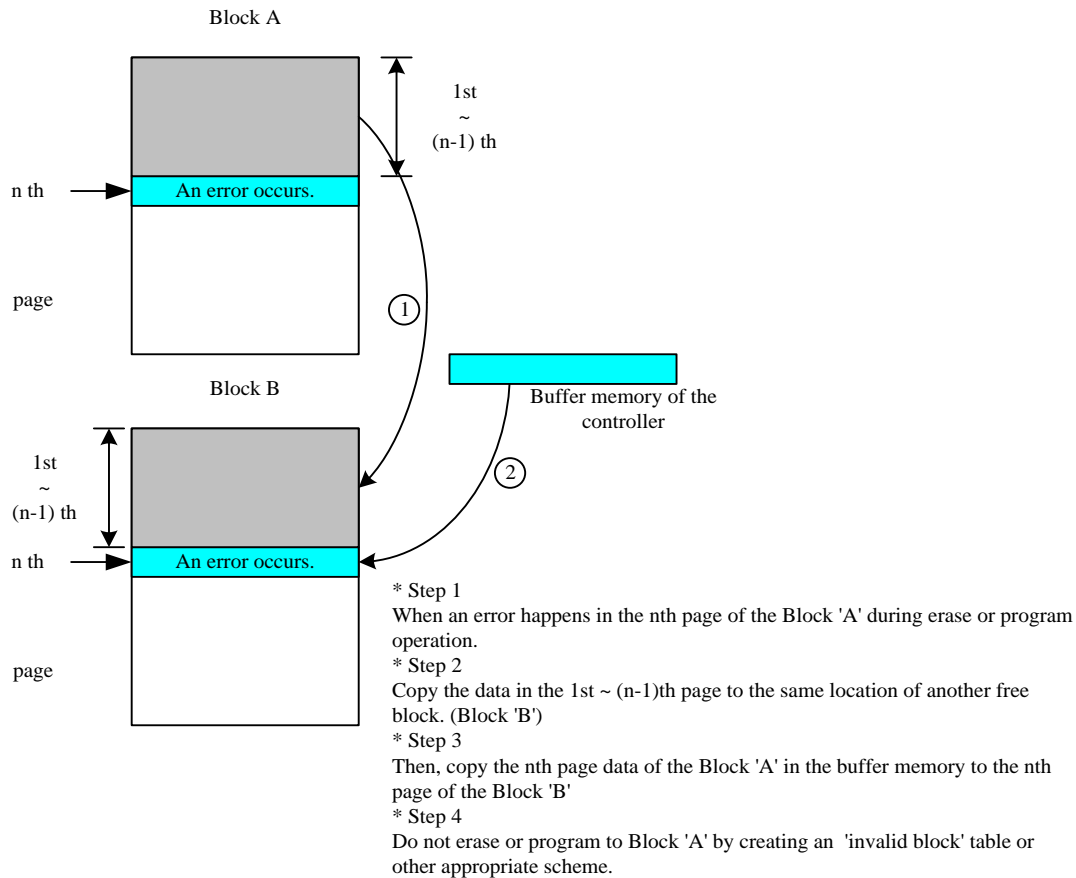 Block A
1st
~
(n-1) th
n th
An error occurs.
page
1
Block B
Buffer memory of the
controller
1st
~
(n-1) th
2
n th
An error occurs.
page
* Step 1
When an error happens in the nth page of the Block 'A' during erase or program
operation.
* Step 2
Copy the data in the 1st ~ (n-1)th page to the same location of another free
block. (Block 'B')
* Step 3
Then, copy the nth page data of the Block 'A' in the buffer memory to the nth
page of the Block 'B'
* Step 4
Do not erase or program to Block 'A' by creating an 'invalid block' table or
other appropriate scheme.